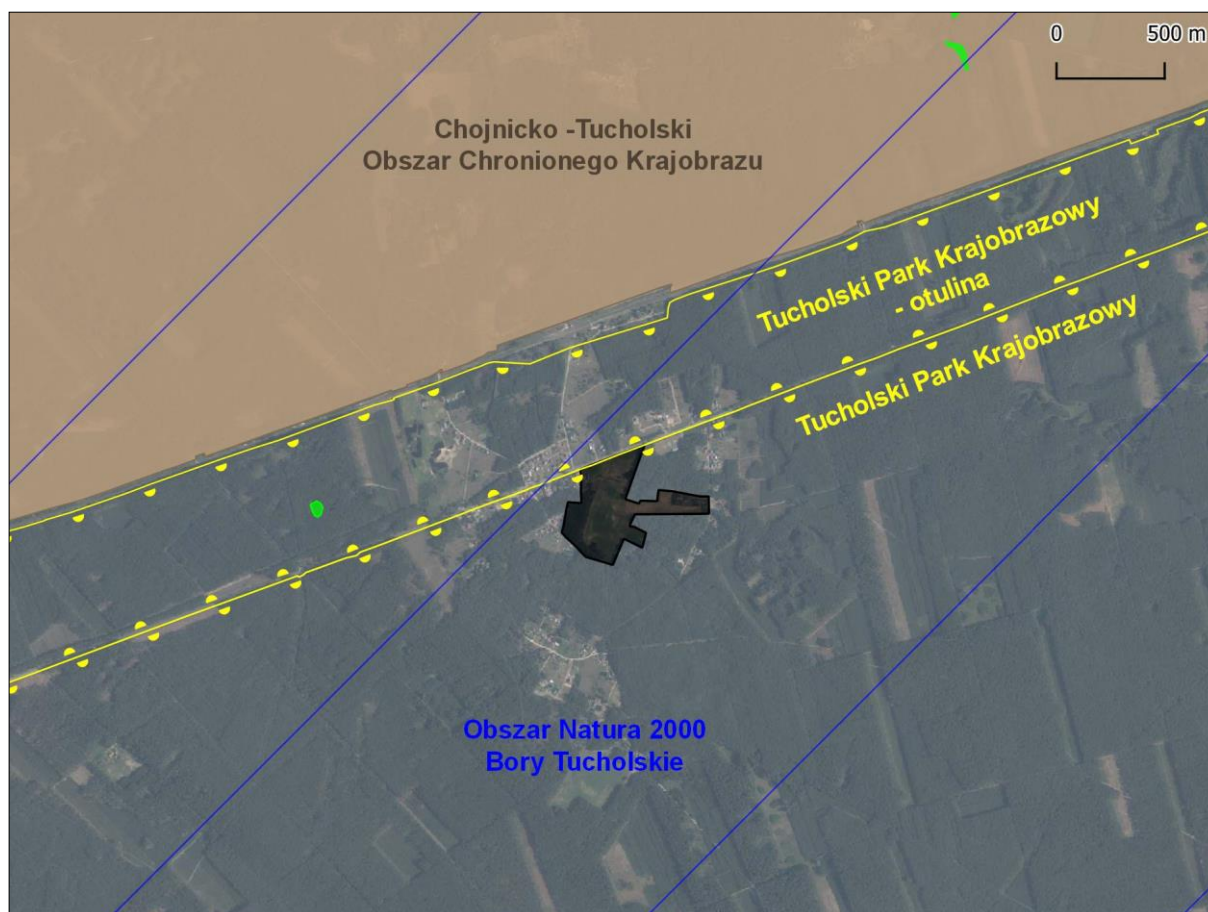 0 500 m
Chojnicko -Tucholski
Obszar Chronionego Krajobrazu
Tucholski Park Krajobrazowy
- otulina
Tucholski Park Krajobrazowy
Obszar Natura 2000
Bory Tucholskie